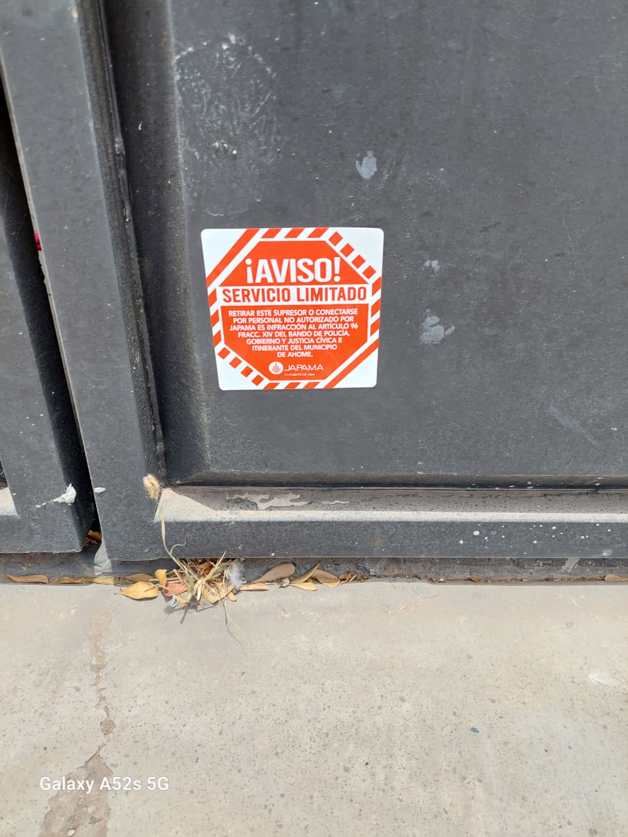 ¡AVISO!
SERVICIO LIMITADO
RETIRAR ESTE SUPRESOR O CONECTARSE
POR PERSONAL NO AUTORIZADO POR
JAPAMA ES INFRACCIÓN AL ARTÍCULO 96
FRACC. XIV DEL BANDO DE POLICÍA,
GOBIERNO Y JUSTICIA CÍVICA E
ITINERANTE DEL MUNICIPIO
DE AHOME.
JAPAMA
Galaxy A52s 5G